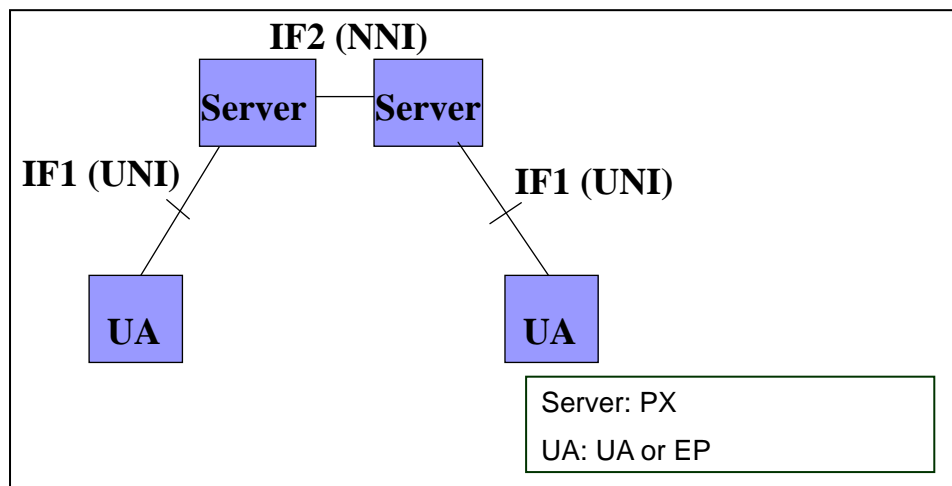 IF2 (NNI)
Server
Server
IF1 (UNI)
IF1 (UNI)
UA
UA
Server: PX
UA: UA or EP